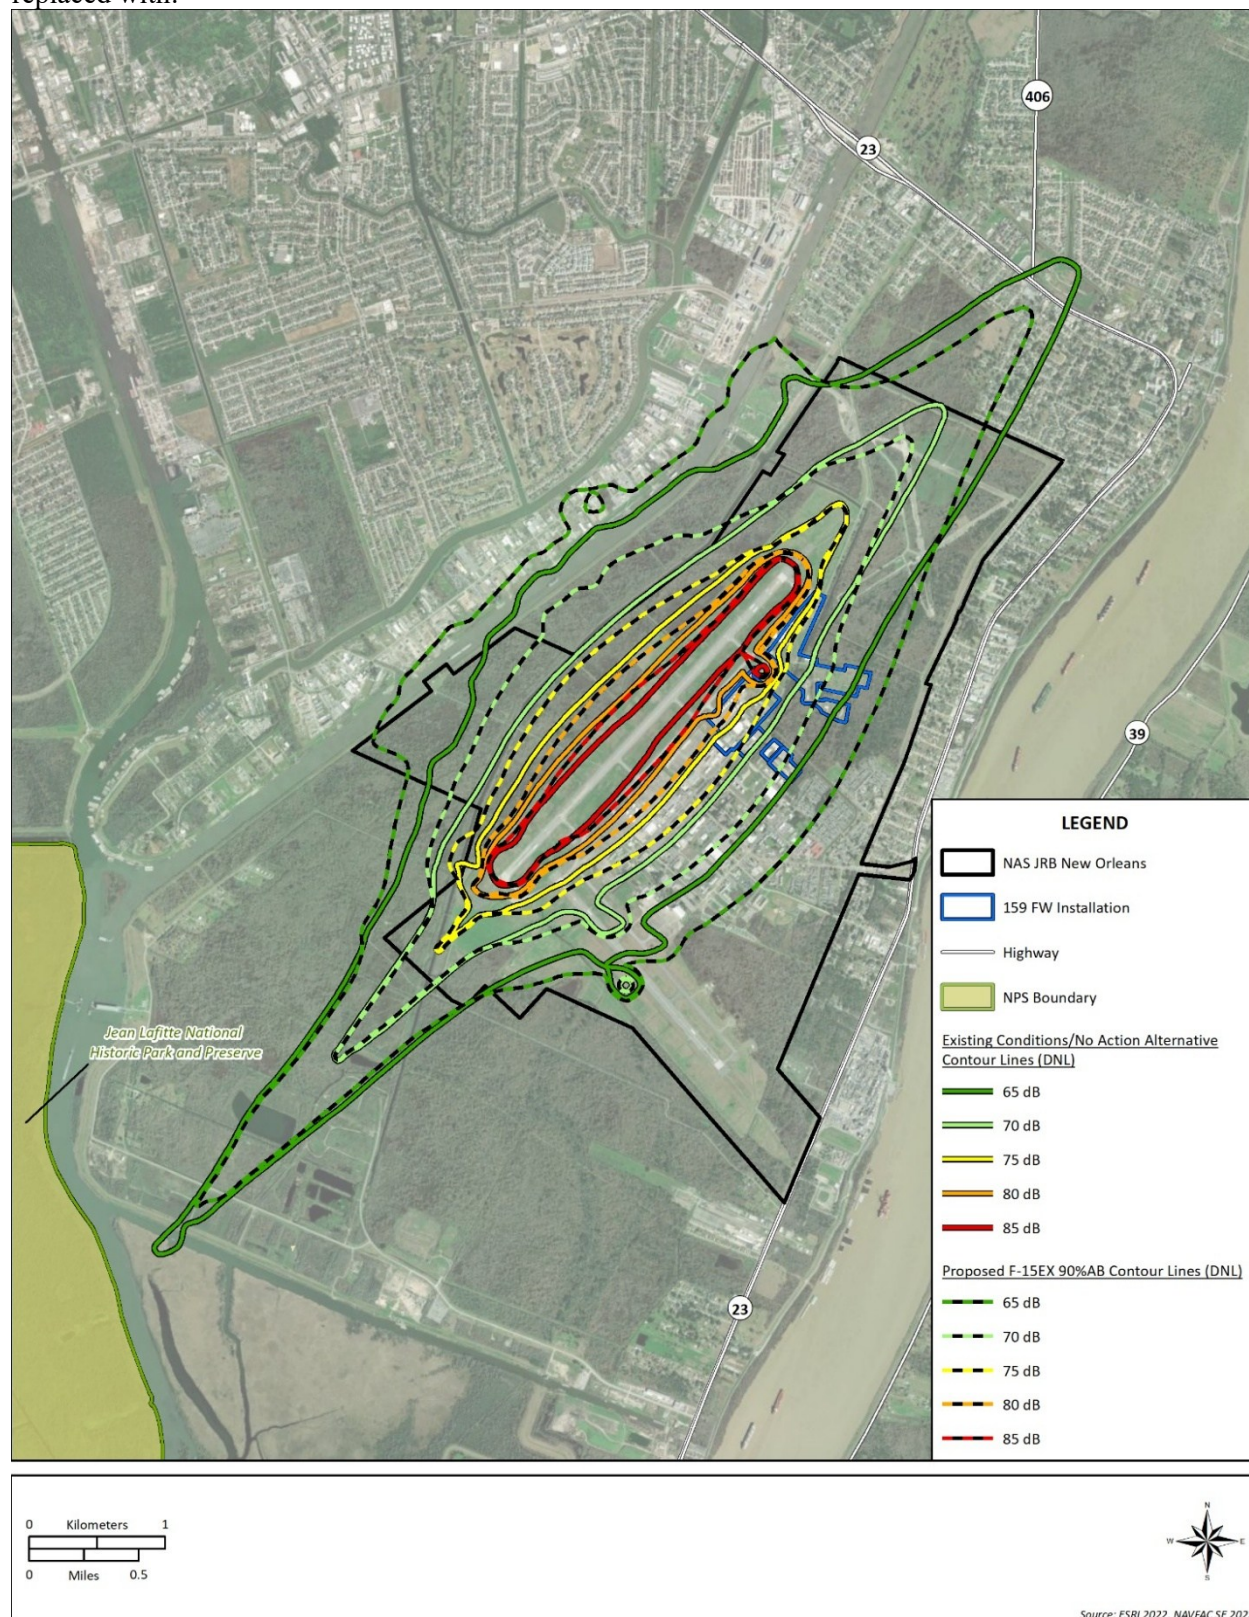 replaced with:
406
23
39
Jean Lafitte National
Historic Park and Preserve
23
LEGEND
NAS JRB New Orleans
159 FW Installation
Highway
NPS Boundary
Existing Conditions/No Action Alternative
Contour Lines (DNL)
65 dB
70 dB
75 dB
80 dB
85 dB
Proposed F-15EX 90%AB Contour Lines (DNL)
65 dB
70 dB
75 dB
80 dB
85 dB
0 Kilometers 1
0 Miles 0.5
N
W E
S
Source: ESRI 2022, NAVFAC SE 202